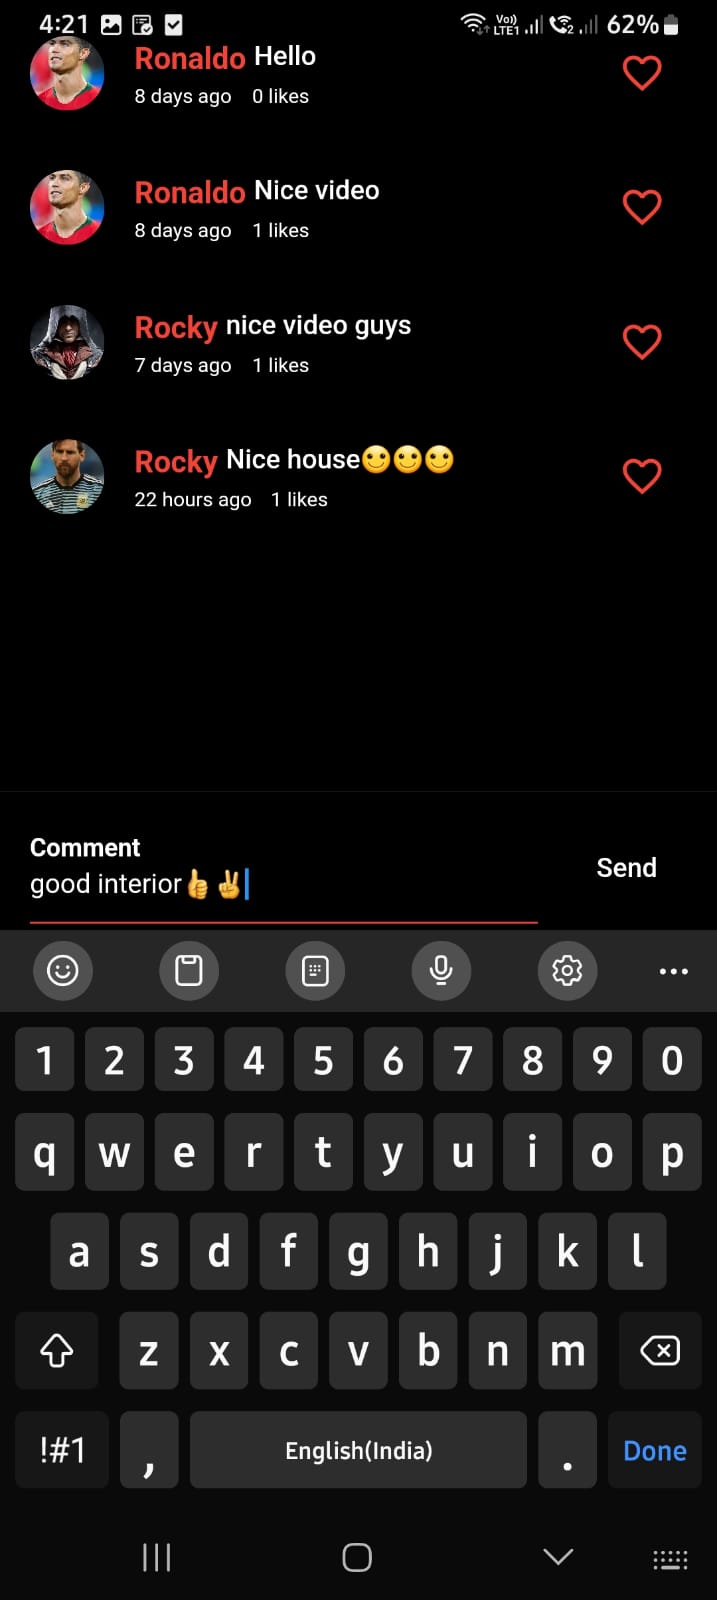 4:21 Vo)) LTE1 2 62%
Ronaldo Hello
8 days ago 0 likes
Ronaldo Nice video
8 days ago 1 likes
Rocky nice video guys
7 days ago 1 likes
Rocky Nice house🙂🙂🙂
22 hours ago 1 likes
Comment
good interior👍✌️
Send
1 2 3 4 5 6 7 8 9 0
q w e r t y u i o p
a s d f g h j k l
z x c v b n m
!#1 , English(India) . Done